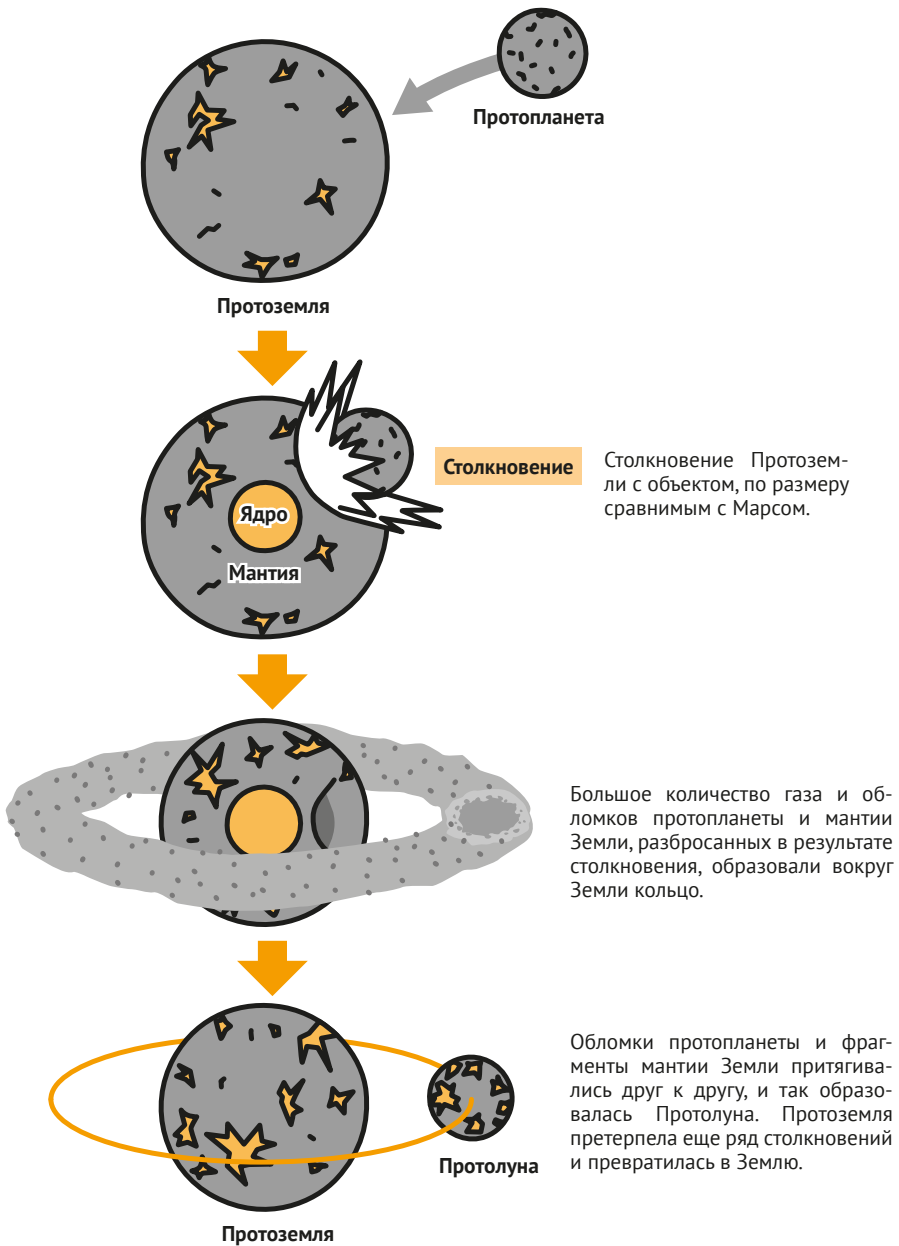 Протопланета
Протоземля
Столкновение
Столкновение Протозем-
ли с объектом, по размеру
сравнимым с Марсом.
Ядро
Мантия
Большое количество газа и об-
ломков протопланеты и мантии
Земли, разбросанных в результате
столкновения, образовали вокруг
Земли кольцо.
Обломки протопланеты и фраг-
менты мантии Земли притягива-
лись друг к другу, и так образо-
валась Протолуна. Протоземля
претерпела еще ряд столкновений
и превратилась в Землю.
Протолуна
Протоземля